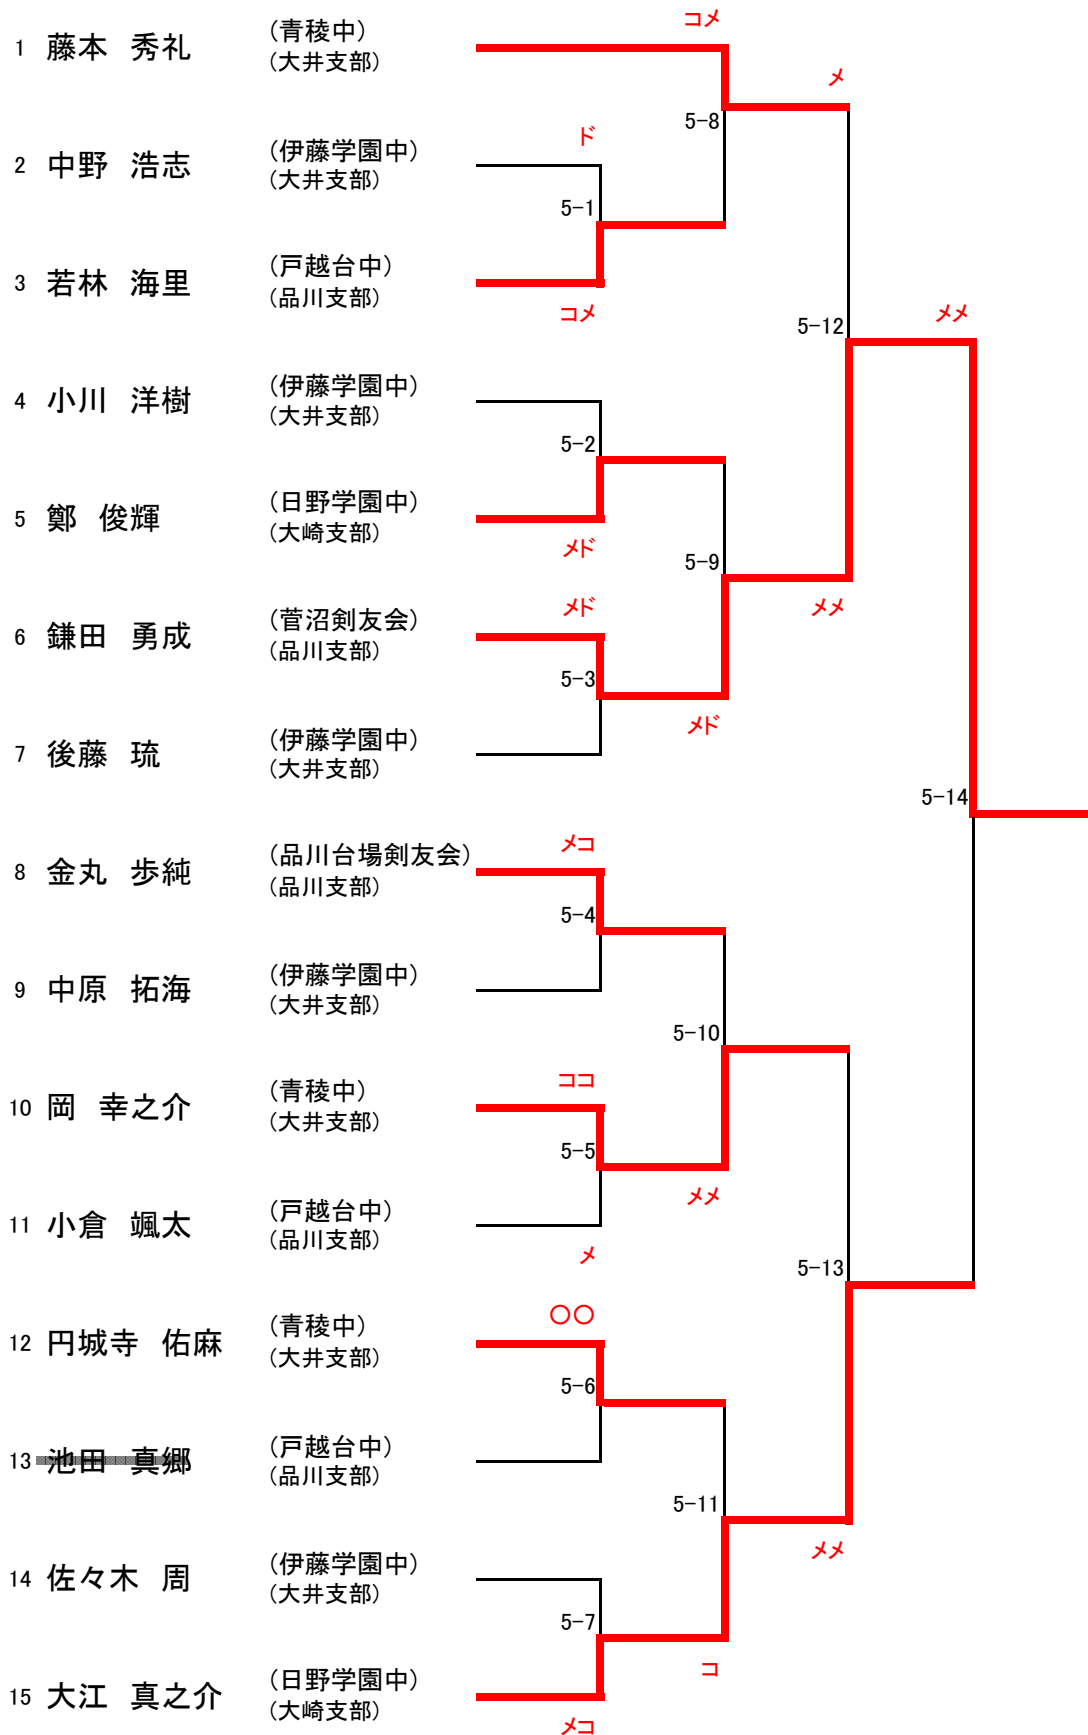 コメ
1 藤本 秀礼 (青稜中)
(大井支部)
メ
5-8
ド
2 中野 浩志 (伊藤学園中)
(大井支部)
5-1
3 若林 海里 (戸越台中)
(品川支部)
コメ
5-12
メメ
4 小川 洋樹 (伊藤学園中)
(大井支部)
5-2
5 鄭 俊輝 (日野学園中)
(大崎支部)
メド
5-9
メド
メメ
6 鎌田 勇成 (菅沼剣友会)
(品川支部)
5-3
メド
7 後藤 琉 (伊藤学園中)
(大井支部)
5-14
メコ
8 金丸 歩純 (品川台場剣友会)
(品川支部)
5-4
9 中原 拓海 (伊藤学園中)
(大井支部)
5-10
ココ
10 岡 幸之介 (青稜中)
(大井支部)
5-5
メメ
11 小倉 颯太 (戸越台中)
(品川支部)
メ
5-13
〇〇
12 円城寺 佑麻 (青稜中)
(大井支部)
5-6
13 池田 真郷 (戸越台中)
(品川支部)
5-11
メメ
14 佐々木 周 (伊藤学園中)
(大井支部)
5-7
コ
15 大江 真之介 (日野学園中)
(大崎支部)
メコ